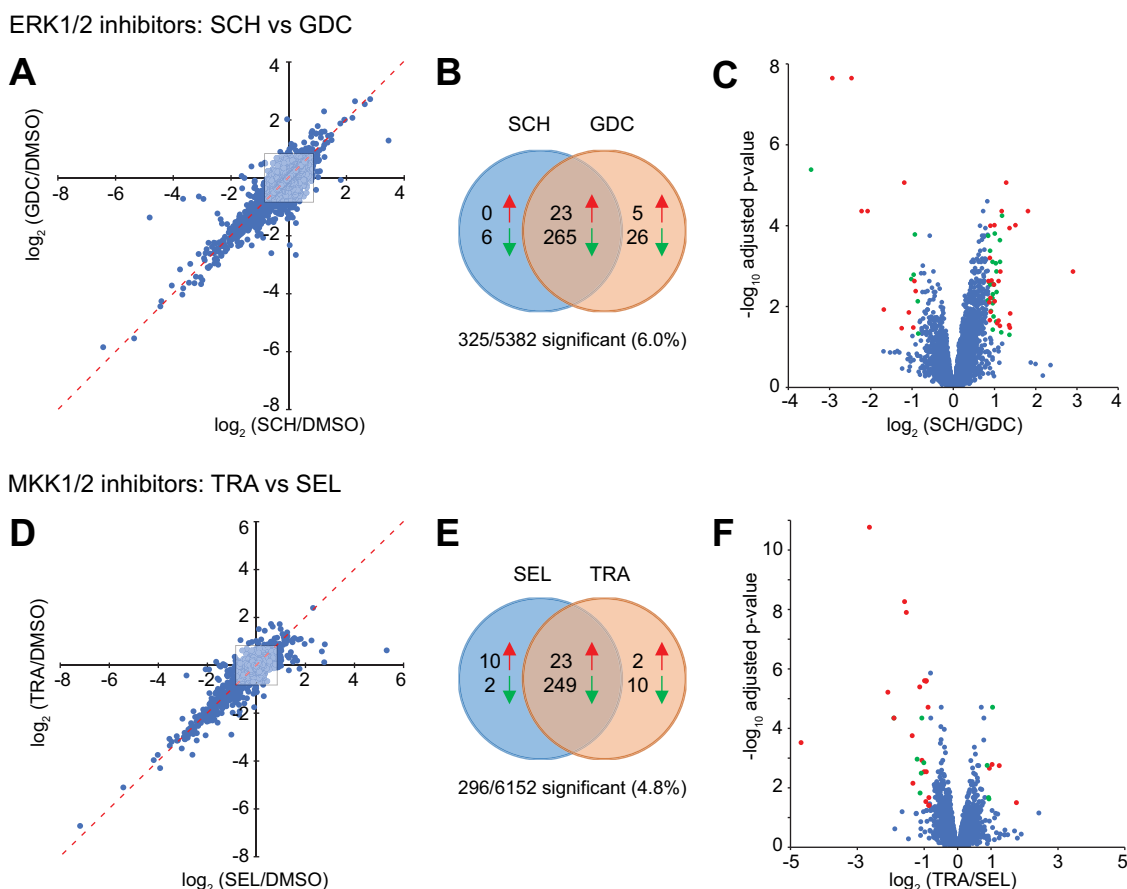 ERK1/2 inhibitors: SCH vs GDC
A
log2 (GDC/DMSO)
4
2
-2
-4
-6
-8
-8 -6 -4 -2 2 4
log2 (SCH/DMSO)
B
SCH GDC
0 23 5
6 265 26
325/5382 significant (6.0%)
C
-log10 adjusted p-value
8
6
4
2
0
-4 -3 -2 -1 0 1 2 3 4
log2 (SCH/GDC)
MKK1/2 inhibitors: TRA vs SEL
D
log2 (TRA/DMSO)
6
4
2
-2
-4
-6
-8
-8 -6 -4 -2 2 4 6
log2 (SEL/DMSO)
E
SEL TRA
10 23 2
2 249 10
296/6152 significant (4.8%)
F
-log10 adjusted p-value
10
8
6
4
2
0
-5 -3 -1 0 1 3 5
log2 (TRA/SEL)